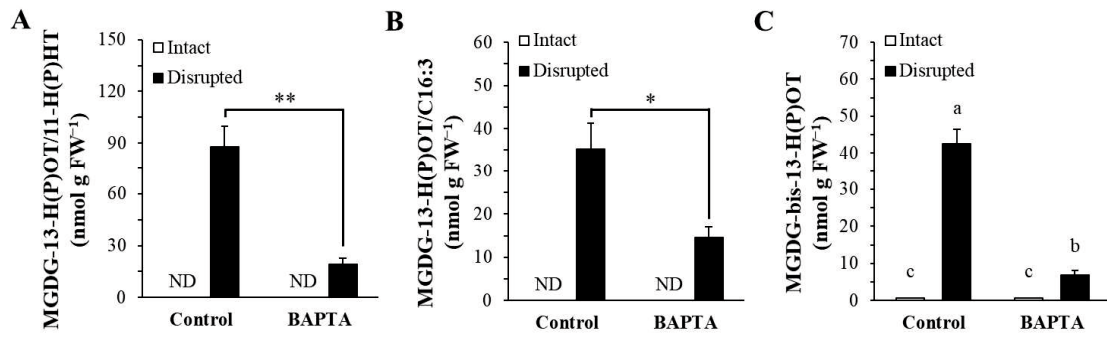 A
MGDG-13-H(P)OT/11-H(P)HT
(nmol g FW⁻¹)
150
120
90
60
30
0
Intact
Disrupted
**
ND
ND
Control
BAPTA
B
MGDG-13-H(P)OT/C16:3
(nmol g FW⁻¹)
60
50
40
30
20
10
0
Intact
Disrupted
*
ND
ND
Control
BAPTA
C
MGDG-bis-13-H(P)OT
(nmol g FW⁻¹)
70
60
50
40
30
20
10
0
Intact
Disrupted
a
b
c
c
Control
BAPTA